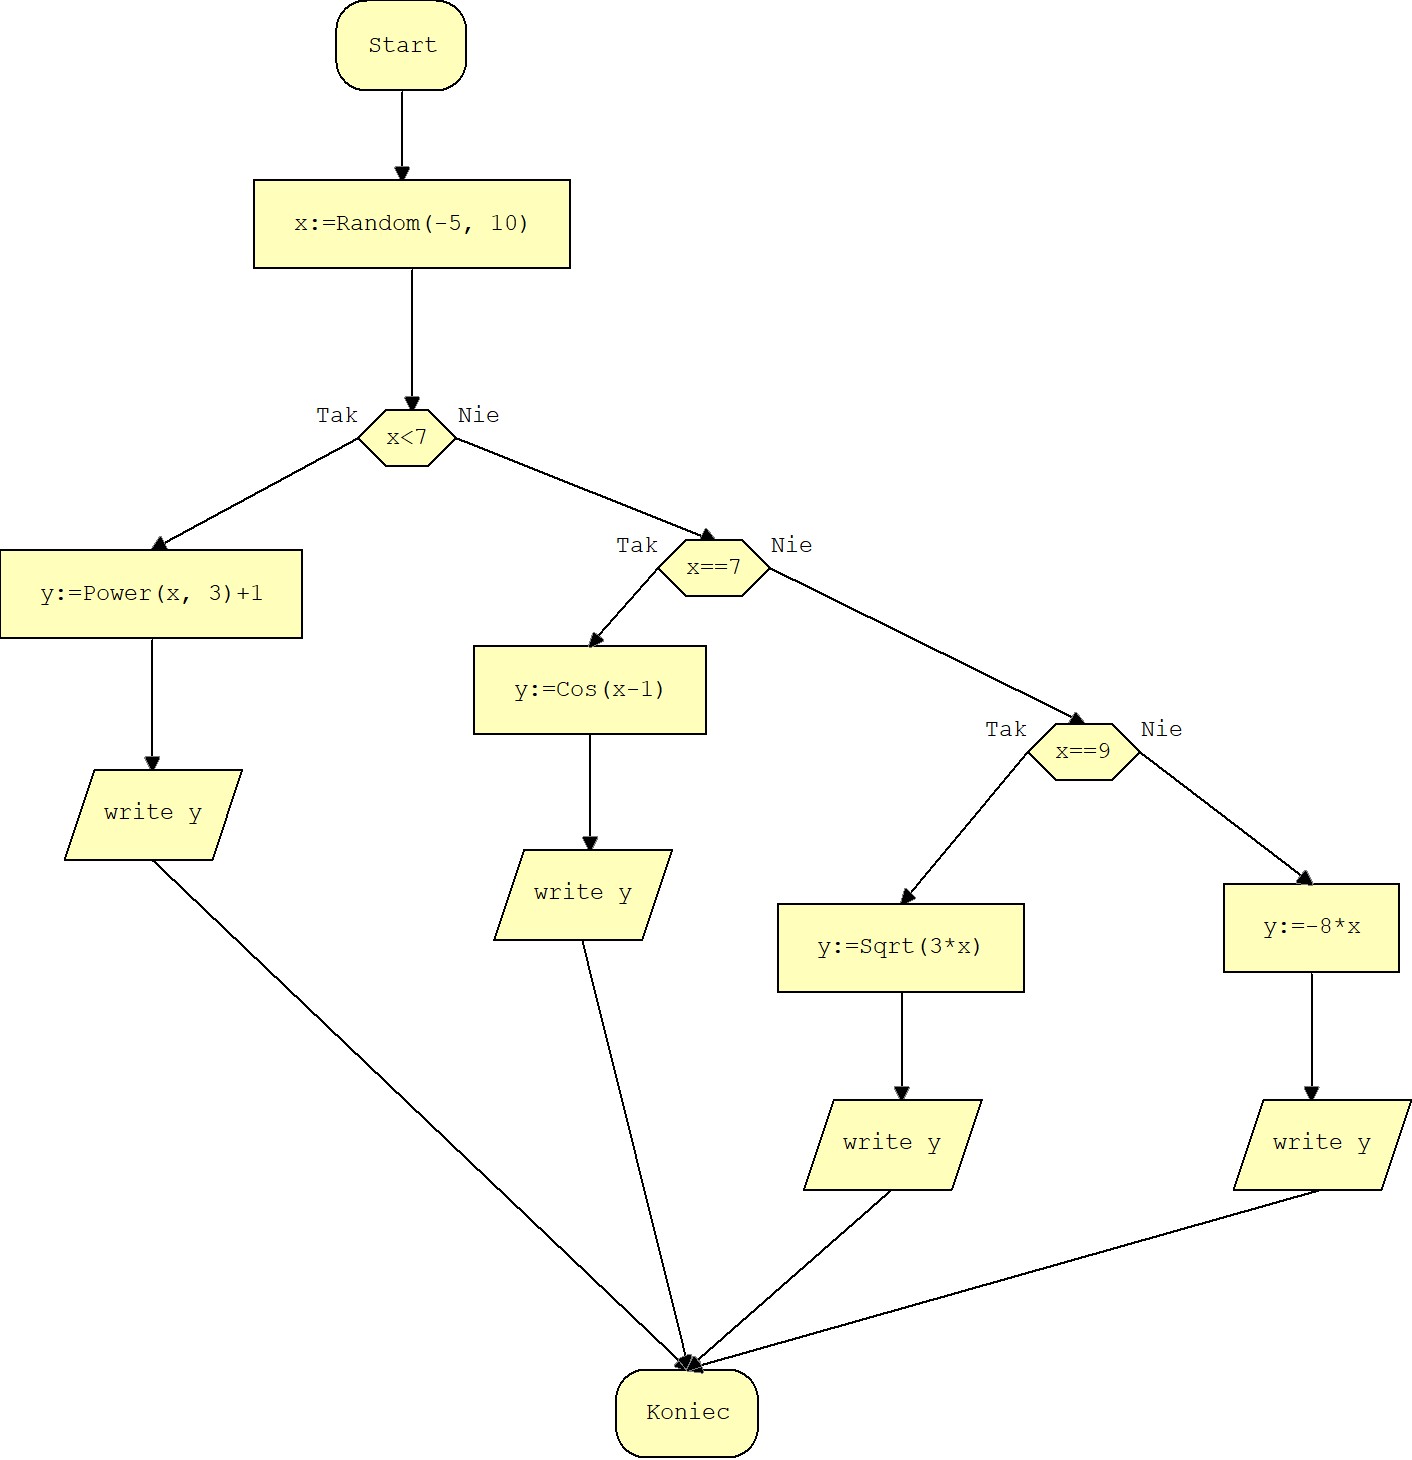 Start
x:=Random(-5, 10)
Tak
Nie
x<7
Tak
Nie
x==7
y:=Power(x, 3)+1
y:=Cos(x-1)
Tak
Nie
x==9
write y
write y
y:=Sqrt(3*x)
y:=-8*x
write y
write y
Koniec